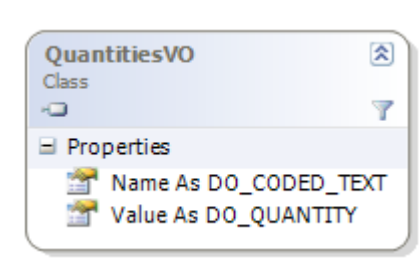 QuantitiesVO
Class
Properties
Name As DO_CODED_TEXT
Value As DO_QUANTITY